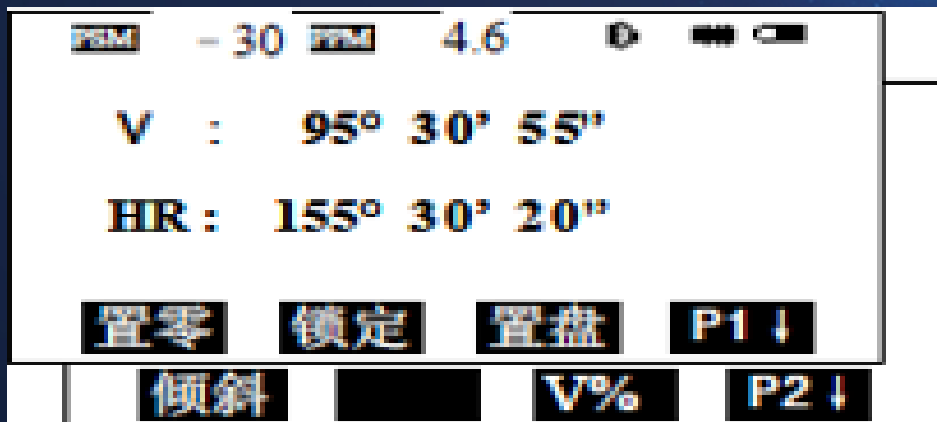 PSM -30 PPM 4.6
V : 95° 30’ 55”
HR : 155° 30’ 20”
置零 锁定 置盘 P1↓
倾斜 V% P2↓